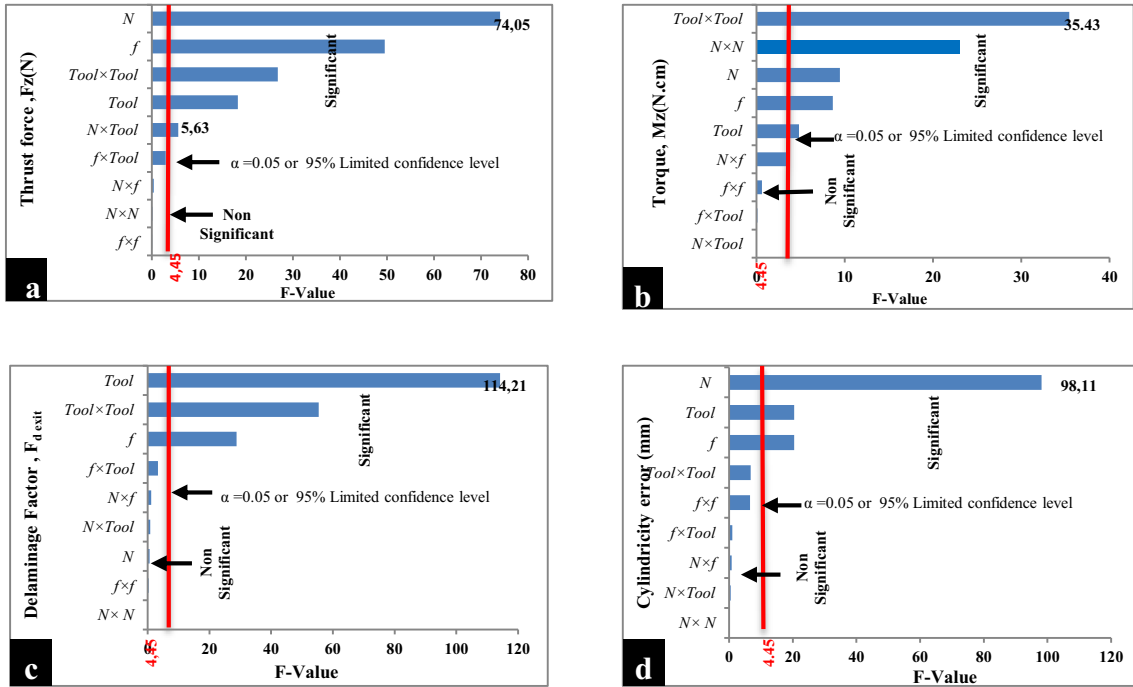 Thrust force ,Fz(N)
N
f
Tool×Tool
Tool
N×Tool
f×Tool
N×f
N×N
f×f
74,05
Significant
5,63
α =0.05 or 95% Limited confidence level
Non
Significant
0
10
20
30
40
50
60
70
80
4,45
F-Value
a
Torque, Mz(N.cm)
Tool×Tool
N×N
N
f
Tool
N×f
f×f
f×Tool
N×Tool
35.43
Significant
α =0.05 or 95% Limited confidence level
Non
Significant
0
10
20
30
40
4.45
F-Value
b
Delaminage Factor , Fd exit
Tool
Tool×Tool
f
f×Tool
N×f
N×Tool
N
f×f
N× N
114,21
Significant
α =0.05 or 95% Limited confidence level
Non
Significant
0
20
40
60
80
100
120
4,45
F-Value
c
Cylindricity error (mm)
N
Tool
f
Tool×Tool
f×f
f×Tool
N×f
N×Tool
N× N
98,11
Significant
α =0.05 or 95% Limited confidence level
Non
Significant
0
20
40
60
80
100
120
4.45
F-Value
d